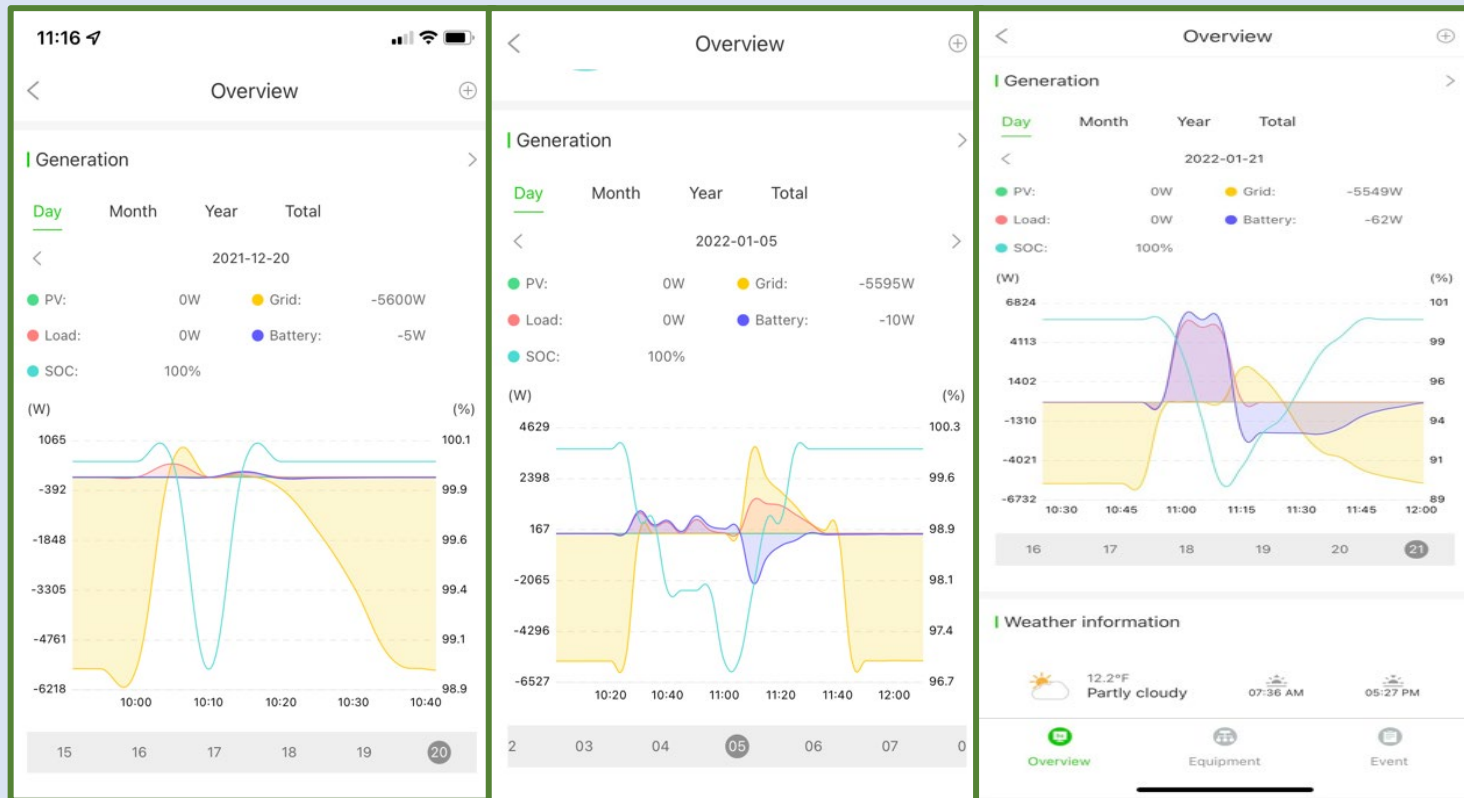 11:16
Overview
Generation
Day Month Year Total
2021-12-20
PV: 0W Grid: -5600W
Load: 0W Battery: -5W
SOC: 100%
(W) (%)
1065 100.1
-392 99.9
-1848 99.6
-3305 99.4
-4761 99.1
-6218 98.9
10:00 10:10 10:20 10:30 10:40
15 16 17 18 19 20
Overview
Generation
Day Month Year Total
2022-01-05
PV: 0W Grid: -5595W
Load: 0W Battery: -10W
SOC: 100%
(W) (%)
4629 100.3
2398 99.6
167 98.9
-2065 98.1
-4296 97.4
-6527 96.7
10:20 10:40 11:00 11:20 11:40 12:00
2 03 04 05 06 07 0
Overview
Generation
Day Month Year Total
2022-01-21
PV: 0W Grid: -5549W
Load: 0W Battery: -62W
SOC: 100%
(W) (%)
6824 101
4113 99
1402 96
-1310 94
-4021 91
-6732 89
10:30 10:45 11:00 11:15 11:30 11:45 12:00
16 17 18 19 20 21
Weather information
12.2°F
Partly cloudy 07:36 AM 05:27 PM
Overview Equipment Event